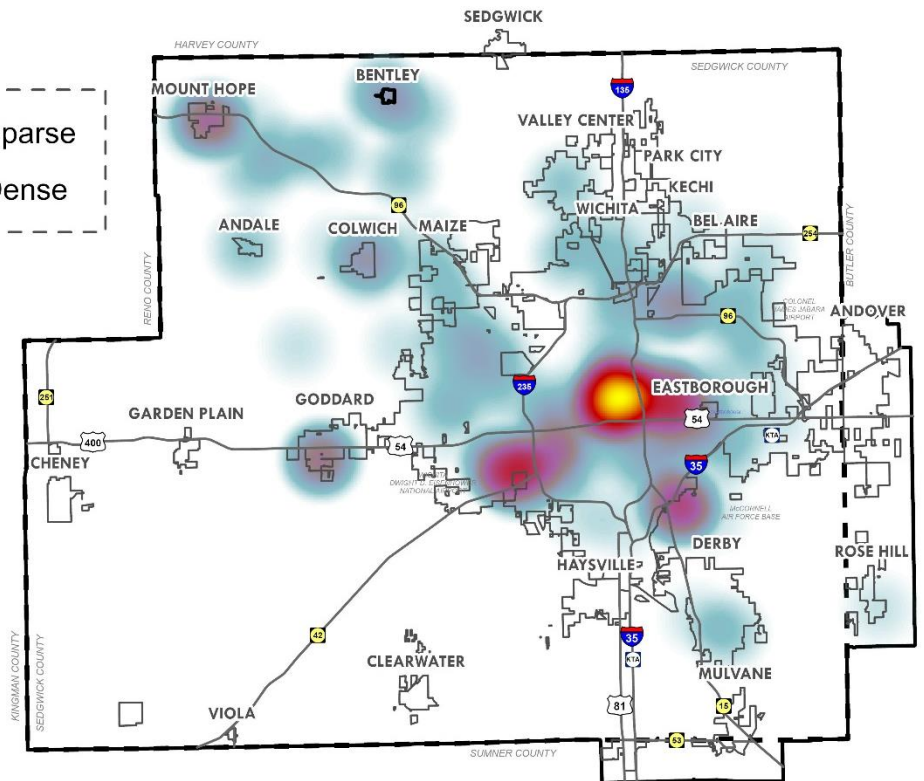 SEDGWICK
HARVEY COUNTY
SEDGWICK COUNTY
parse
Dense
MOUNT HOPE
BENTLEY
135
VALLEY CENTER
PARK CITY
KECHI
96
WICHITA
ANDALE
COLWICH
MAIZE
BEL AIRE
254
RENO COUNTY
BUTLER COUNTY
COLONEL
JAMES JABARA
AIRPORT
96
ANDOVER
251
235
EASTBOROUGH
GODDARD
GARDEN PLAIN
54
400
54
KTA
CHENEY
35
DWIGHT D. EISENHOWER
NATIONAL
McCONNELL
AIR FORCE BASE
DERBY
HAYSVILLE
ROSE HILL
42
35
KTA
CLEARWATER
MULVANE
KINGMAN COUNTY
SEDGWICK COUNTY
VIOLA
81
15
53
SUMNER COUNTY